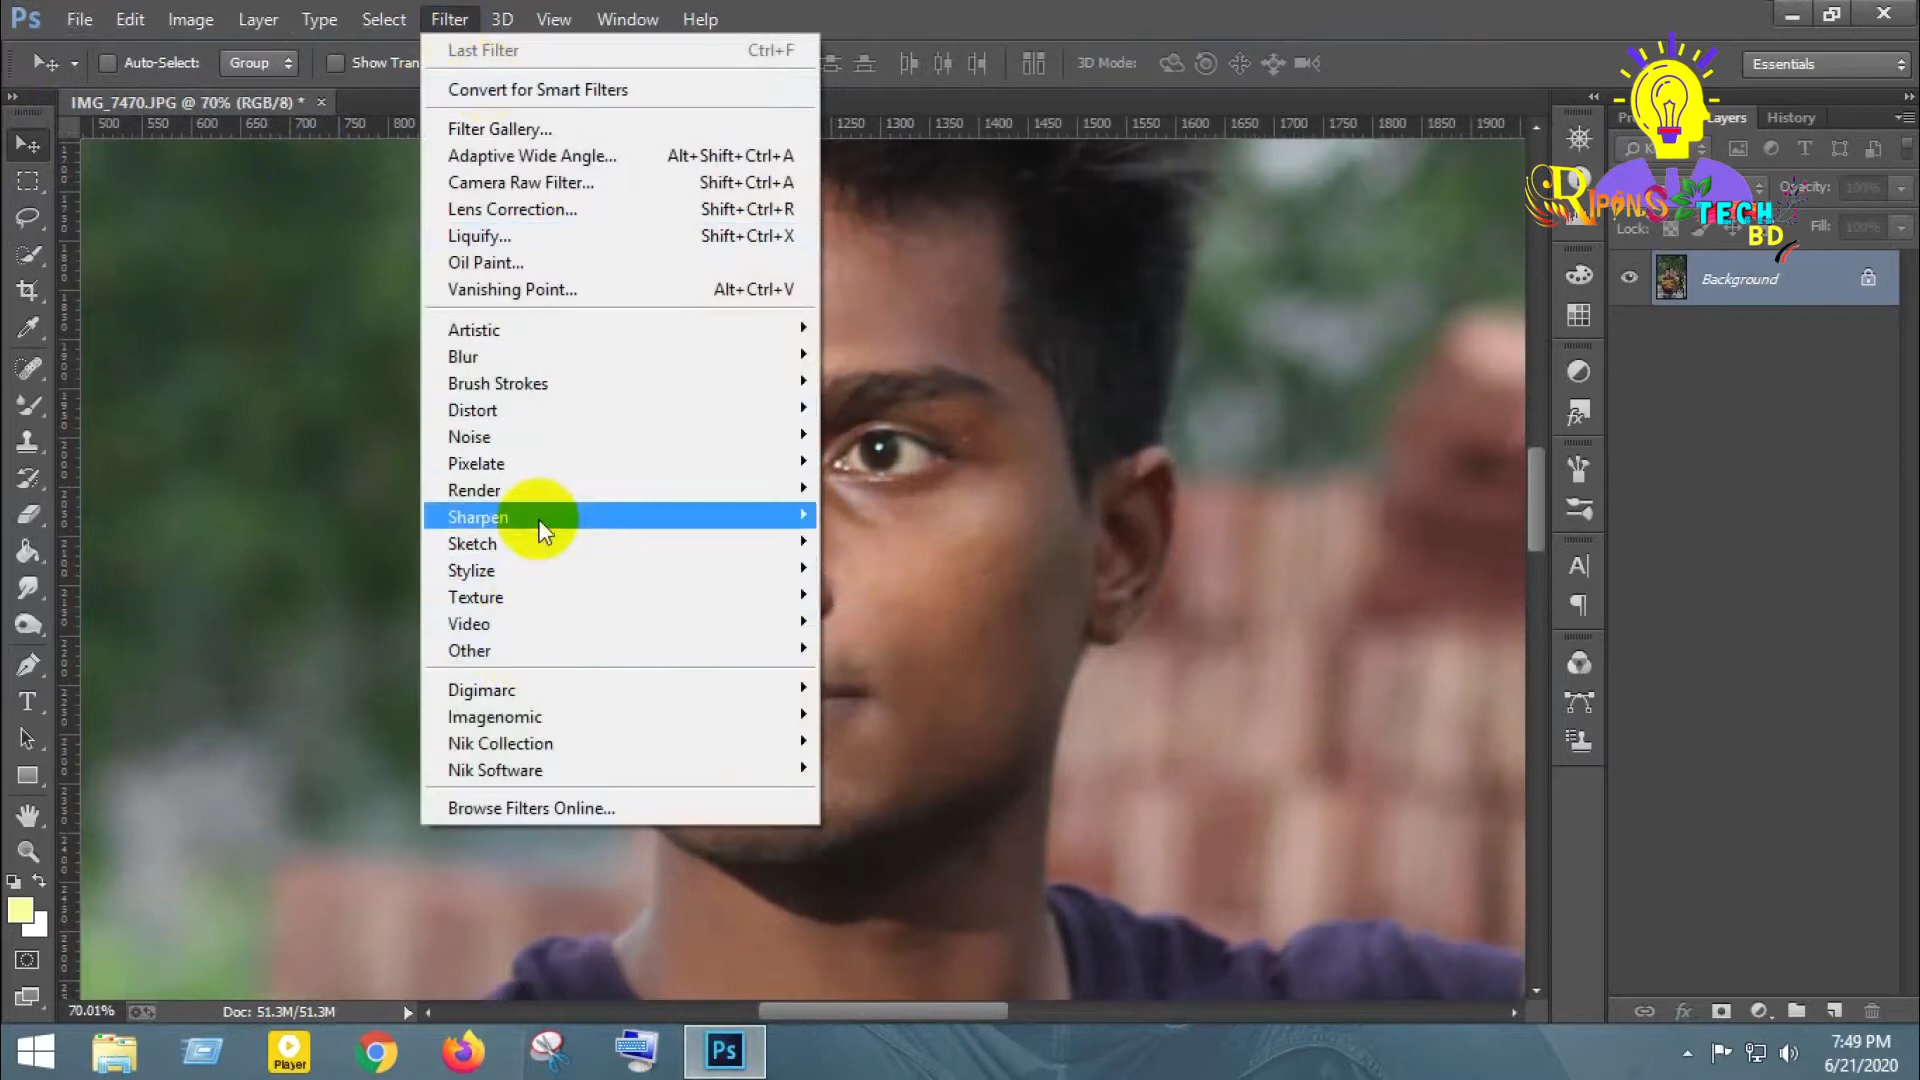 Ps File Edit Image Layer Type Select Filter 3D View Window Help
Auto-Select: Group Show Tran 3D Mode: Essentials
IMG_7470.JPG @ 70% (RGB/8) * ×
500 550 600 650 700 750 800 1250 1300 1350 1400 1450 1500 1550 1600 1650 1700 1750 1800 1850 1900
Last Filter Ctrl+F
Convert for Smart Filters
Filter Gallery...
Adaptive Wide Angle... Alt+Shift+Ctrl+A
Camera Raw Filter... Shift+Ctrl+A
Lens Correction... Shift+Ctrl+R
Liquify... Shift+Ctrl+X
Oil Paint...
Vanishing Point... Alt+Ctrl+V
Artistic
Blur
Brush Strokes
Distort
Noise
Pixelate
Render
Sharpen
Sketch
Stylize
Texture
Video
Other
Digimarc
Imagenomic
Nik Collection
Nik Software
Browse Filters Online...
Layers History
Opacity: 100%
Lock: Fill: 100%
Background
RIPONS TECH
BD
70.01% Doc: 51.3M/51.3M
Player
Ps
7:49 PM
6/21/2020